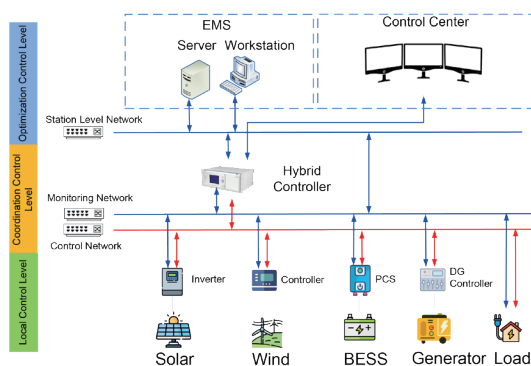 EMS
Server Workstation
Control Center
Optimization Control Level
Station Level Network
Coordination Control
Level
Hybrid
Controller
Monitoring Network
Control Network
Local Control Level
Inverter
Controller
PCS
DG
Controller
Solar
Wind
BESS
Generator
Load